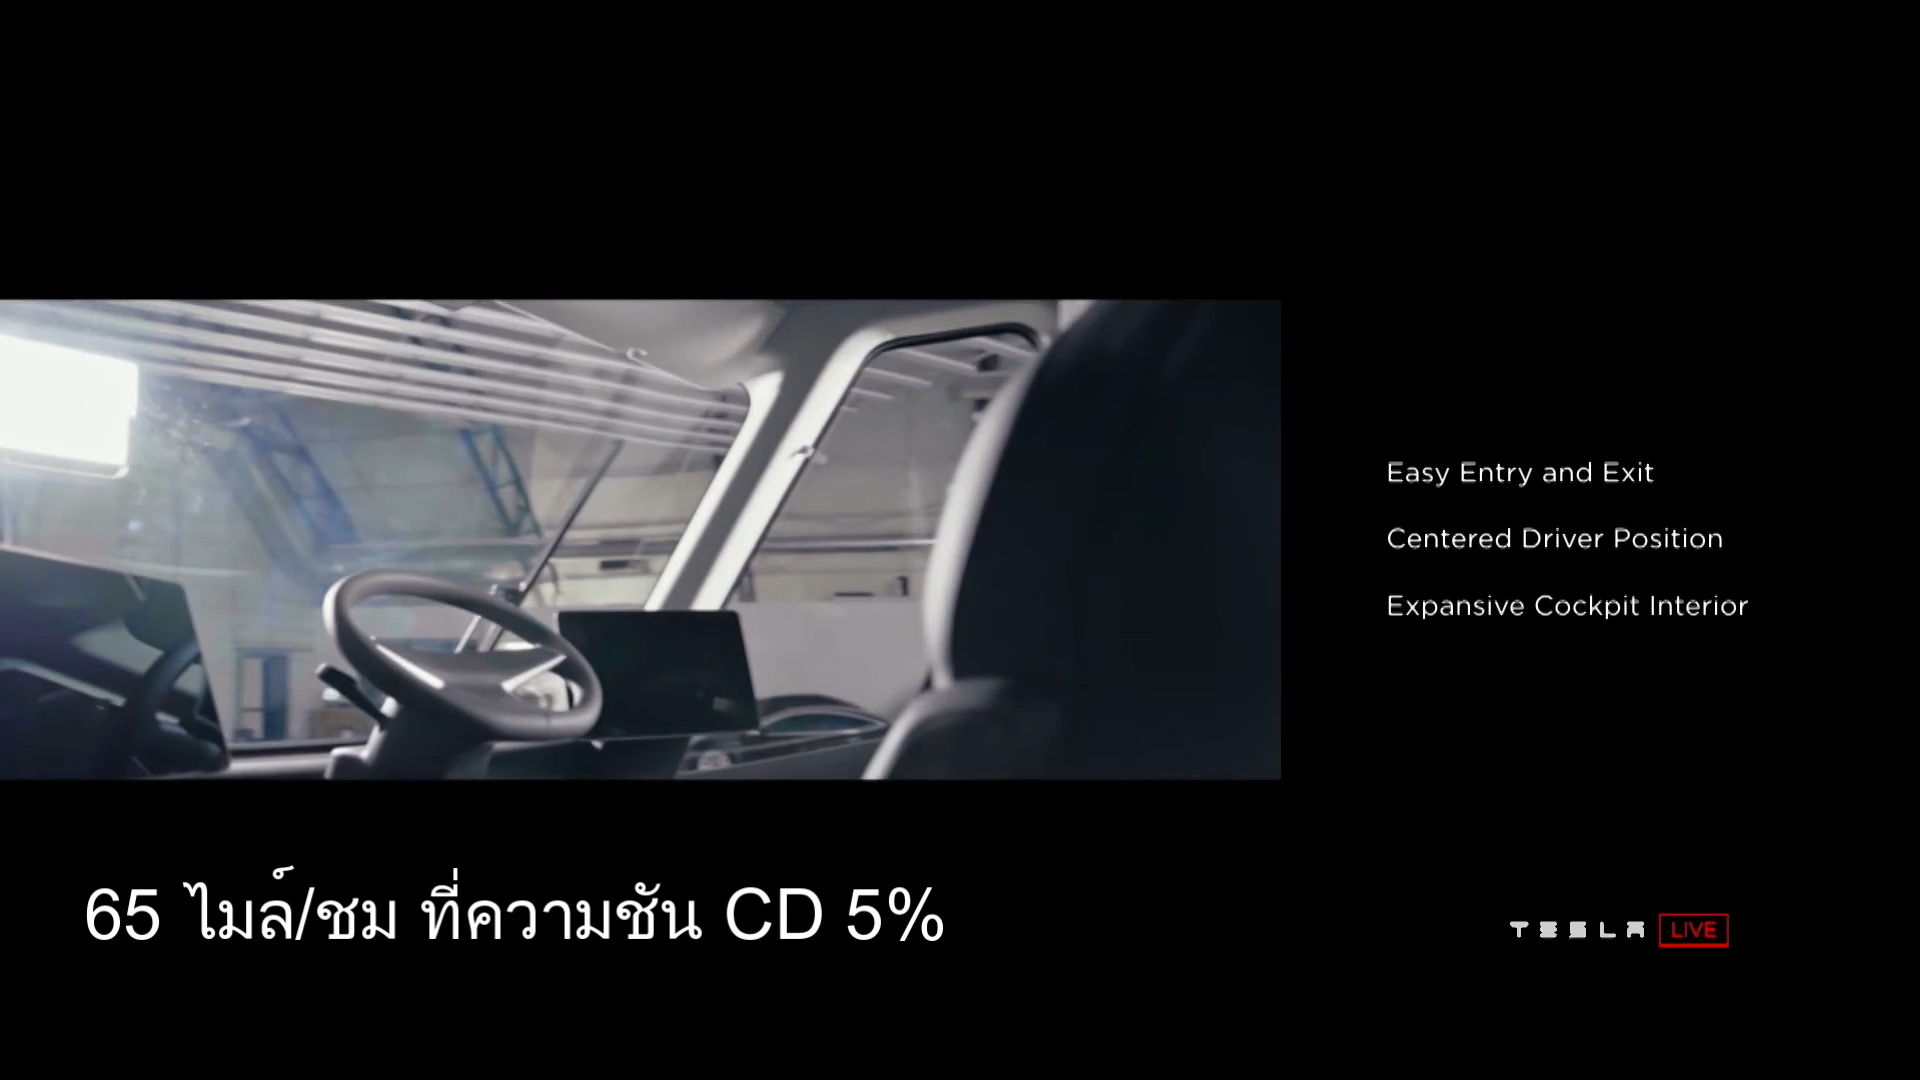 Easy Entry and Exit
Centered Driver Position
Expansive Cockpit Interior
65 ไมล์/ชม ที่ความชัน CD 5%
TESLA LIVE